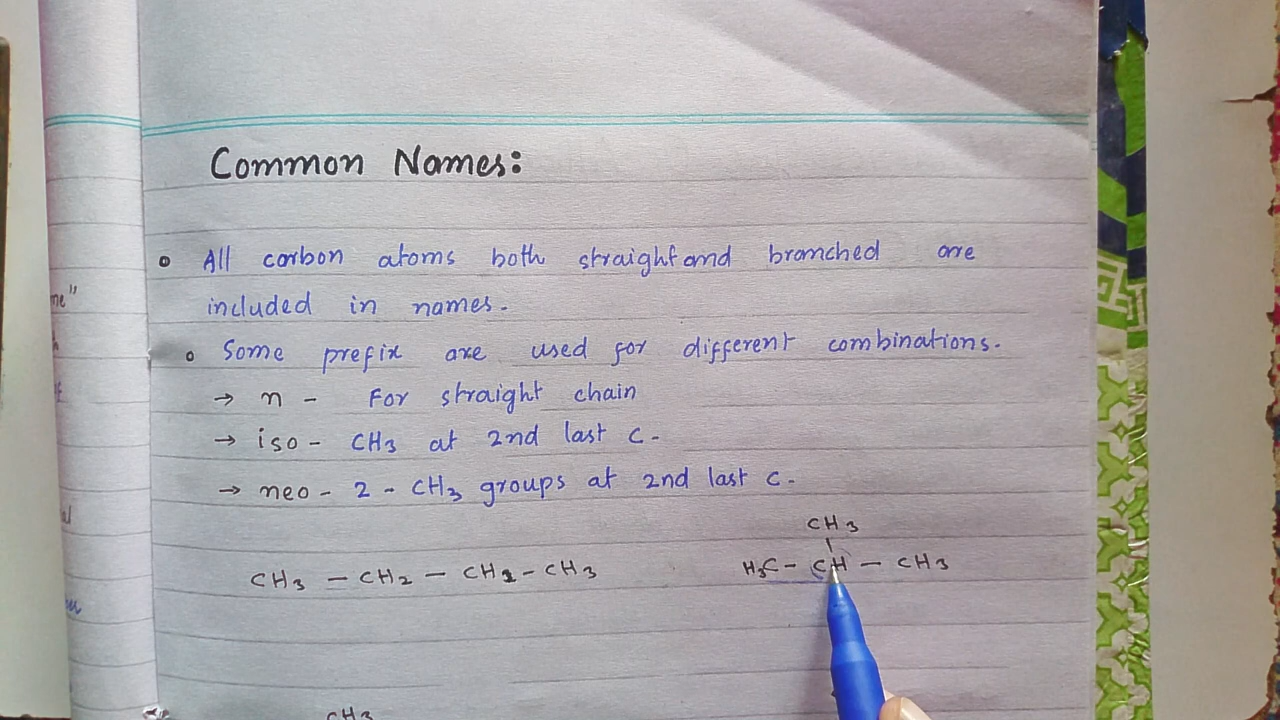 Common Names:
All carbon atoms both straight and branched are
included in names.
Some prefix are used for different combinations.
→ n - For straight chain
→ iso - CH3 at 2nd last C.
→ neo - 2 - CH3 groups at 2nd last C.
CH3
CH3 — CH2 — CH2 - CH3
H3C - CH — CH3
CH3